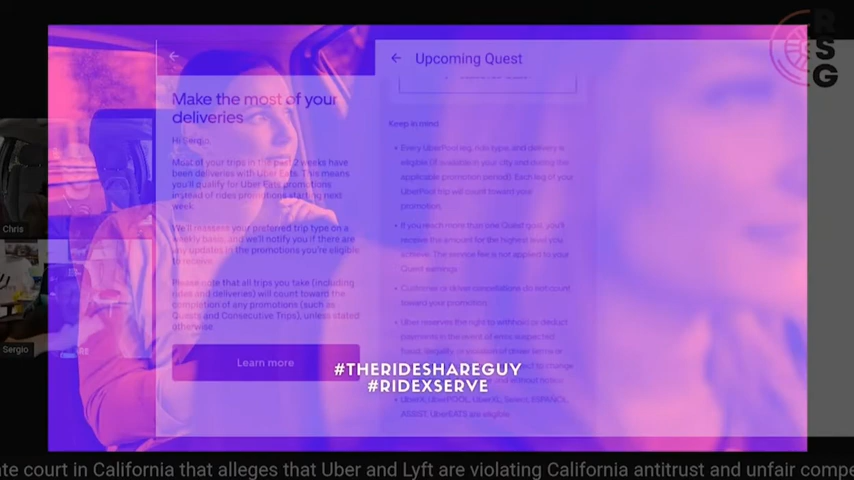 RSG
Upcoming Quest
Make the most of your
deliveries
Hi Sergio,
Most of your trips in the past 2 weeks have
been deliveries with Uber Eats. This means
you'll qualify for Uber Eats promotions
instead of rides promotions starting next
week.
We'll reassess your preferred trip type on a
weekly basis, and we'll notify you if there are
any updates in the promotions you're eligible
to receive.
Please note that all trips you take (including
rides and deliveries) will count toward the
completion of any promotions (such as
Quests and Consecutive Trips), unless stated
otherwise
Learn more
Keep in mind
• Every UberPool leg, ride type, and delivery is
eligible (if available in your city and during the
applicable promotion period). Each leg of your
UberPool trip will count toward your
promotion.
• If you reach more than one Quest goal, you'll
receive the amount for the highest level you
achieve. The service fee is not applied to your
Quest earnings.
• Customer or driver cancellations do not count
toward your promotion.
• Uber reserves the right to withhold or deduct
payments in the event of error, suspected
fraud, illegality, or violation of driver terms or
ect to change
and without notice
• UberX, UberPOOL, UberXL, Select, ESPAÑOL,
ASSIST, UberEATS are eligible
Chris
Sergio
#THERIDESHAREGUY
#RIDEXSERVE
te court in California that alleges that Uber and Lyft are violating California antitrust and unfair compe